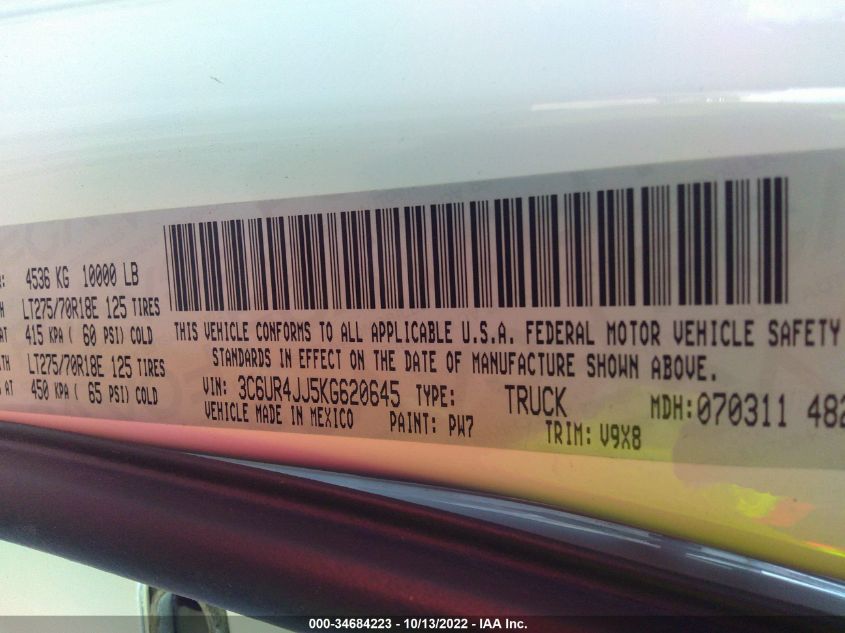 4536 KG 10000 LB
LT275/70R18E 125 TIRES
AT 415 KPA ( 60 PSI) COLD
LT275/70R18E 125 TIRES
AT 450 KPA ( 65 PSI) COLD
THIS VEHICLE CONFORMS TO ALL APPLICABLE U.S.A. FEDERAL MOTOR VEHICLE SAFETY
STANDARDS IN EFFECT ON THE DATE OF MANUFACTURE SHOWN ABOVE.
VIN: 3C6UR4JJ5KG620645 TYPE: TRUCK MDH:070311 482
VEHICLE MADE IN MEXICO PAINT: PW7 TRIM: V9X8
000-34684223 - 10/13/2022 - IAA Inc.